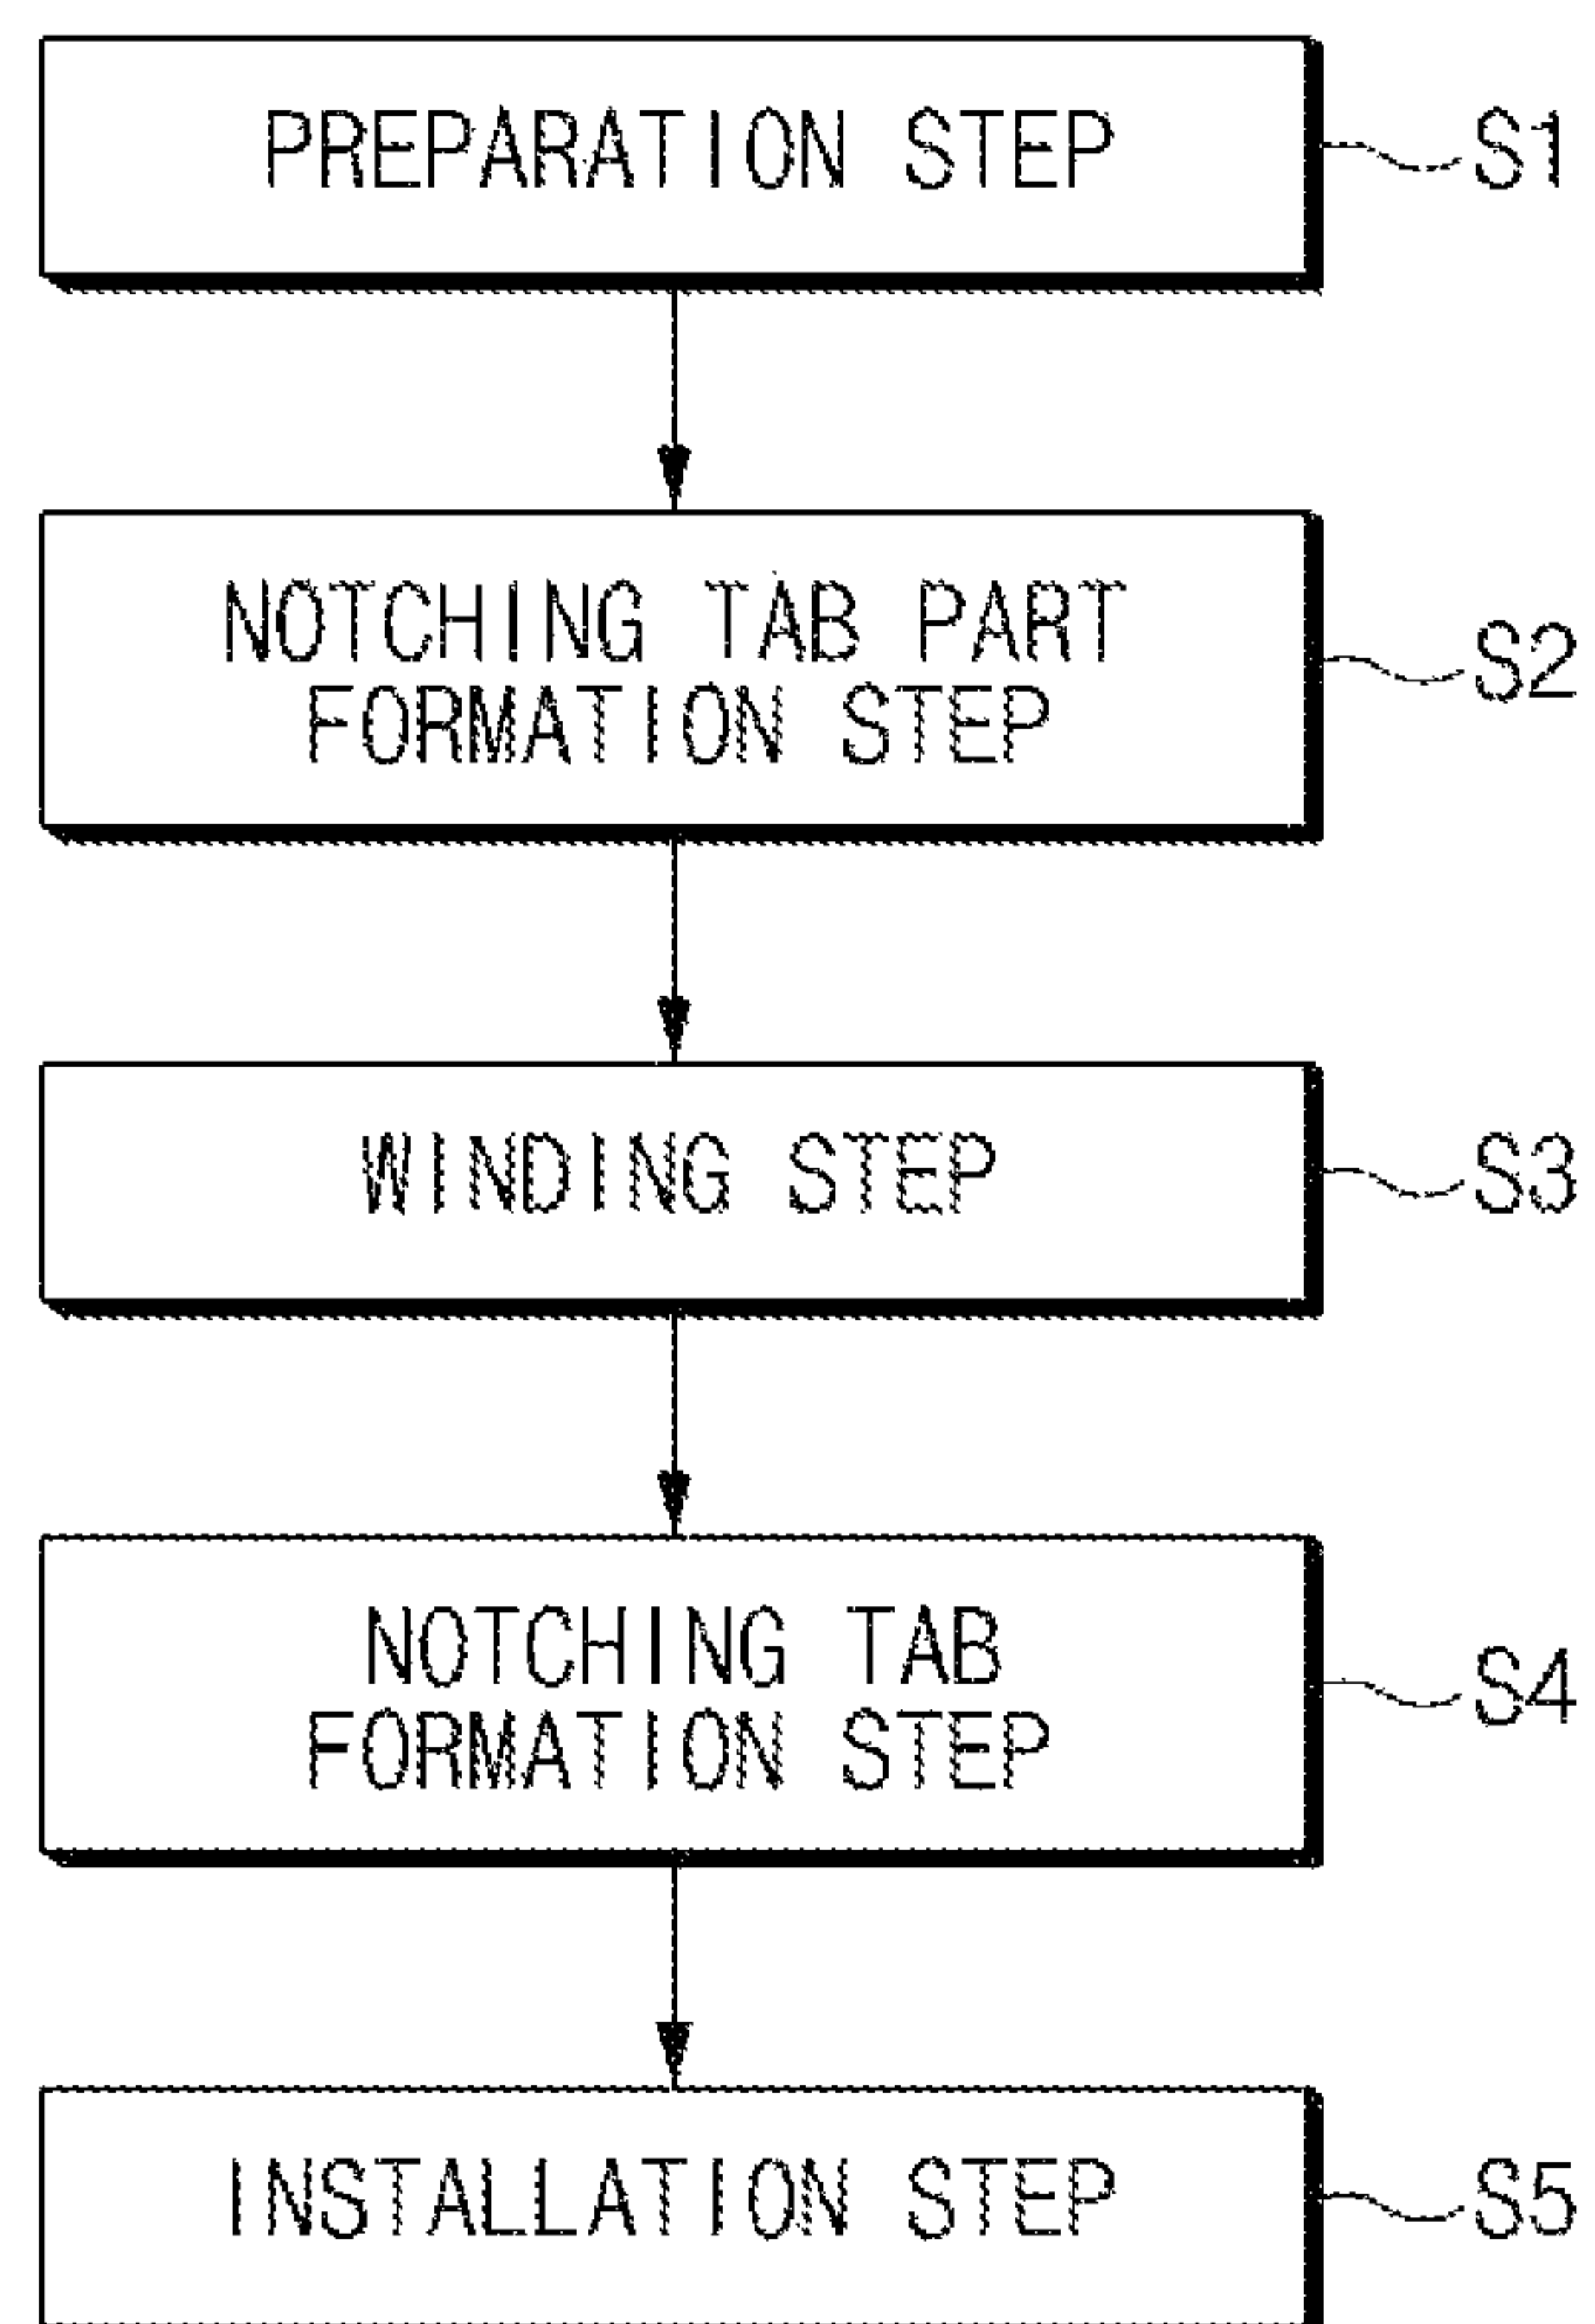 PREPARATION STEP
S1
NOTCHING TAB PART
FORMATION STEP
S2
WINDING STEP
S3
NOTCHING TAB
FORMATION STEP
S4
INSTALLATION STEP
S5